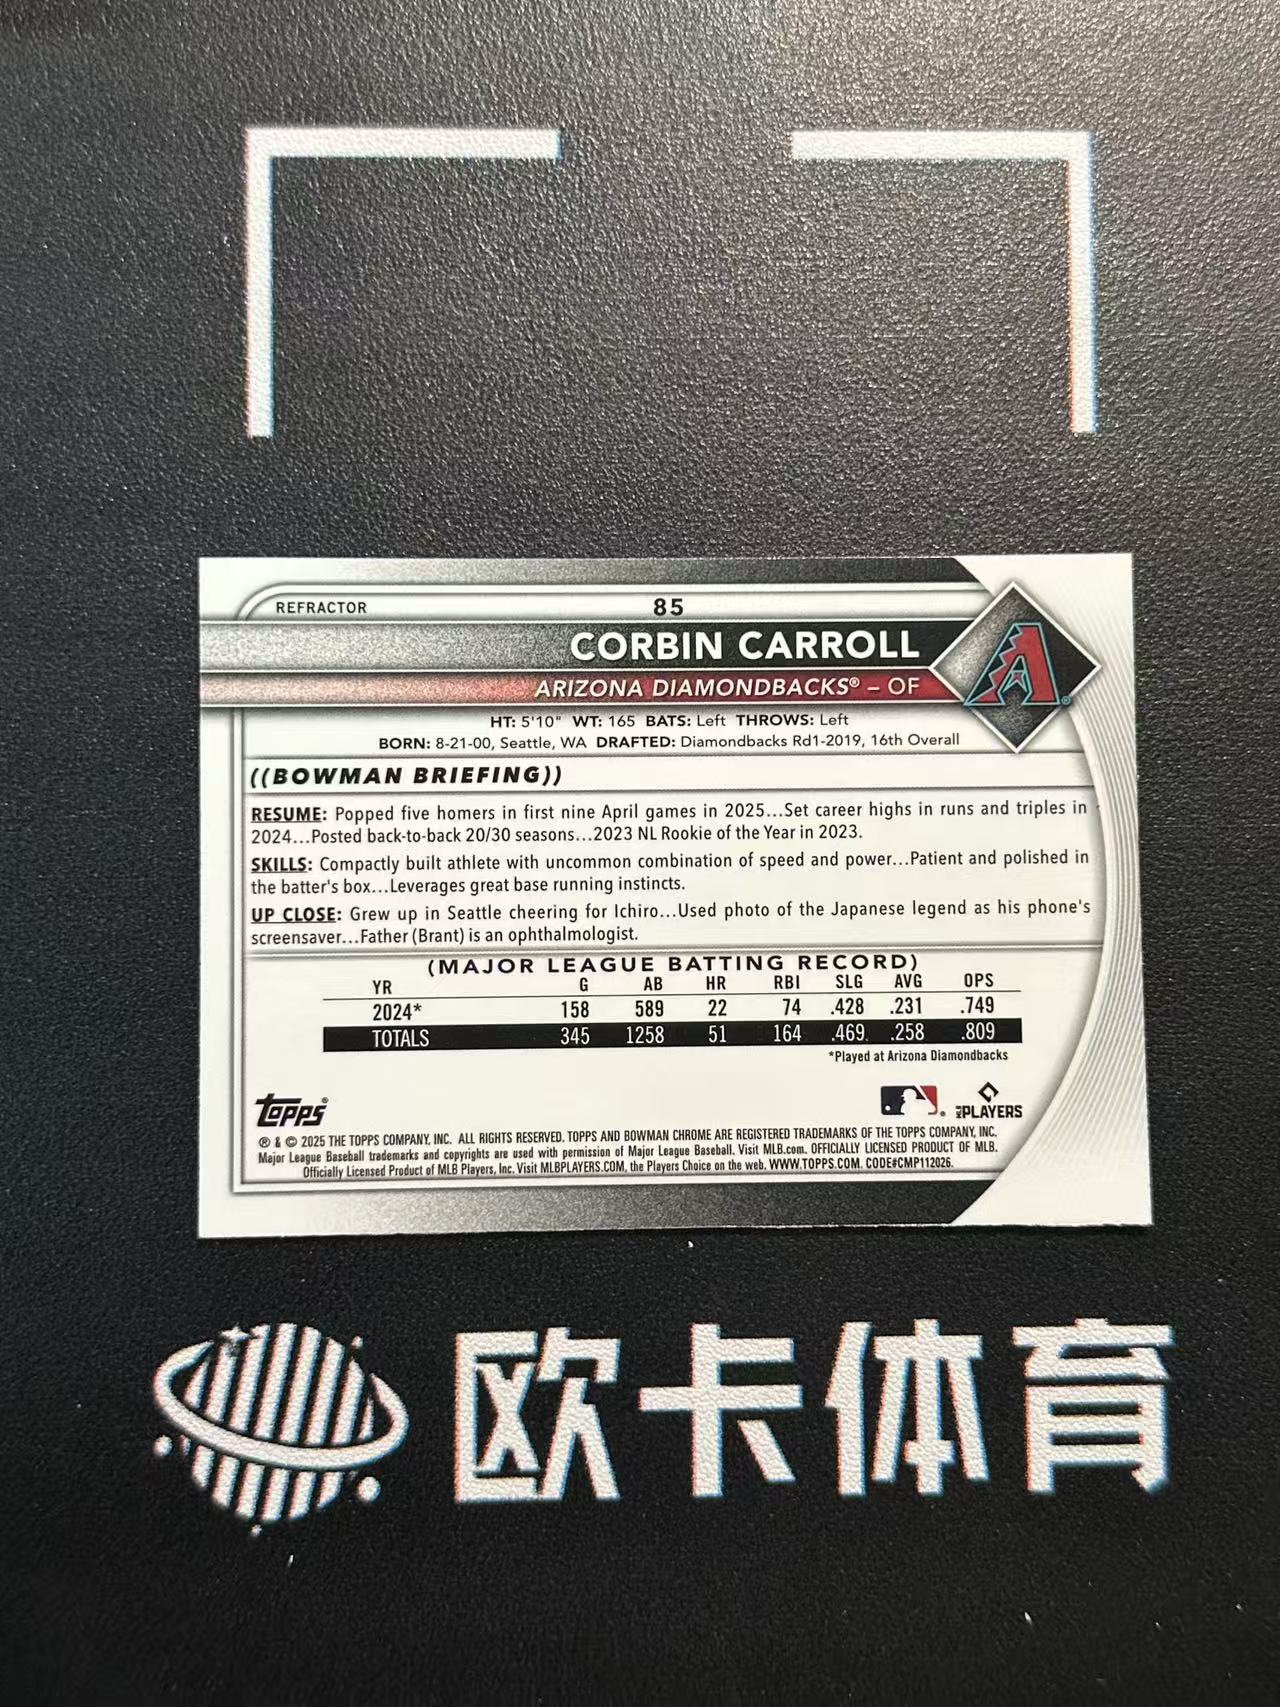 REFRACTOR 85
CORBIN CARROLL
ARIZONA DIAMONDBACKS® – OF
A®
HT: 5'10" WT: 165 BATS: Left THROWS: Left
BORN: 8-21-00, Seattle, WA DRAFTED: Diamondbacks Rd1-2019, 16th Overall
((BOWMAN BRIEFING))
RESUME: Popped five homers in first nine April games in 2025...Set career highs in runs and triples in
2024...Posted back-to-back 20/30 seasons...2023 NL Rookie of the Year in 2023.
SKILLS: Compactly built athlete with uncommon combination of speed and power...Patient and polished in
the batter's box...Leverages great base running instincts.
UP CLOSE: Grew up in Seattle cheering for Ichiro...Used photo of the Japanese legend as his phone's
screensaver...Father (Brant) is an ophthalmologist.
(MAJOR LEAGUE BATTING RECORD)
YR G AB HR RBI SLG AVG OPS
2024* 158 589 22 74 .428 .231 .749
TOTALS 345 1258 51 164 .469 .258 .809
*Played at Arizona Diamondbacks
Topps®
MLB PLAYERS
® & © 2025 THE TOPPS COMPANY, INC. ALL RIGHTS RESERVED. TOPPS AND BOWMAN CHROME ARE REGISTERED TRADEMARKS OF THE TOPPS COMPANY, INC.
Major League Baseball trademarks and copyrights are used with permission of Major League Baseball. Visit MLB.com. OFFICIALLY LICENSED PRODUCT OF MLB.
Officially Licensed Product of MLB Players, Inc. Visit MLBPLAYERS.COM, the Players Choice on the web. WWW.TOPPS.COM. CODE#CMP112026.
欧卡体育